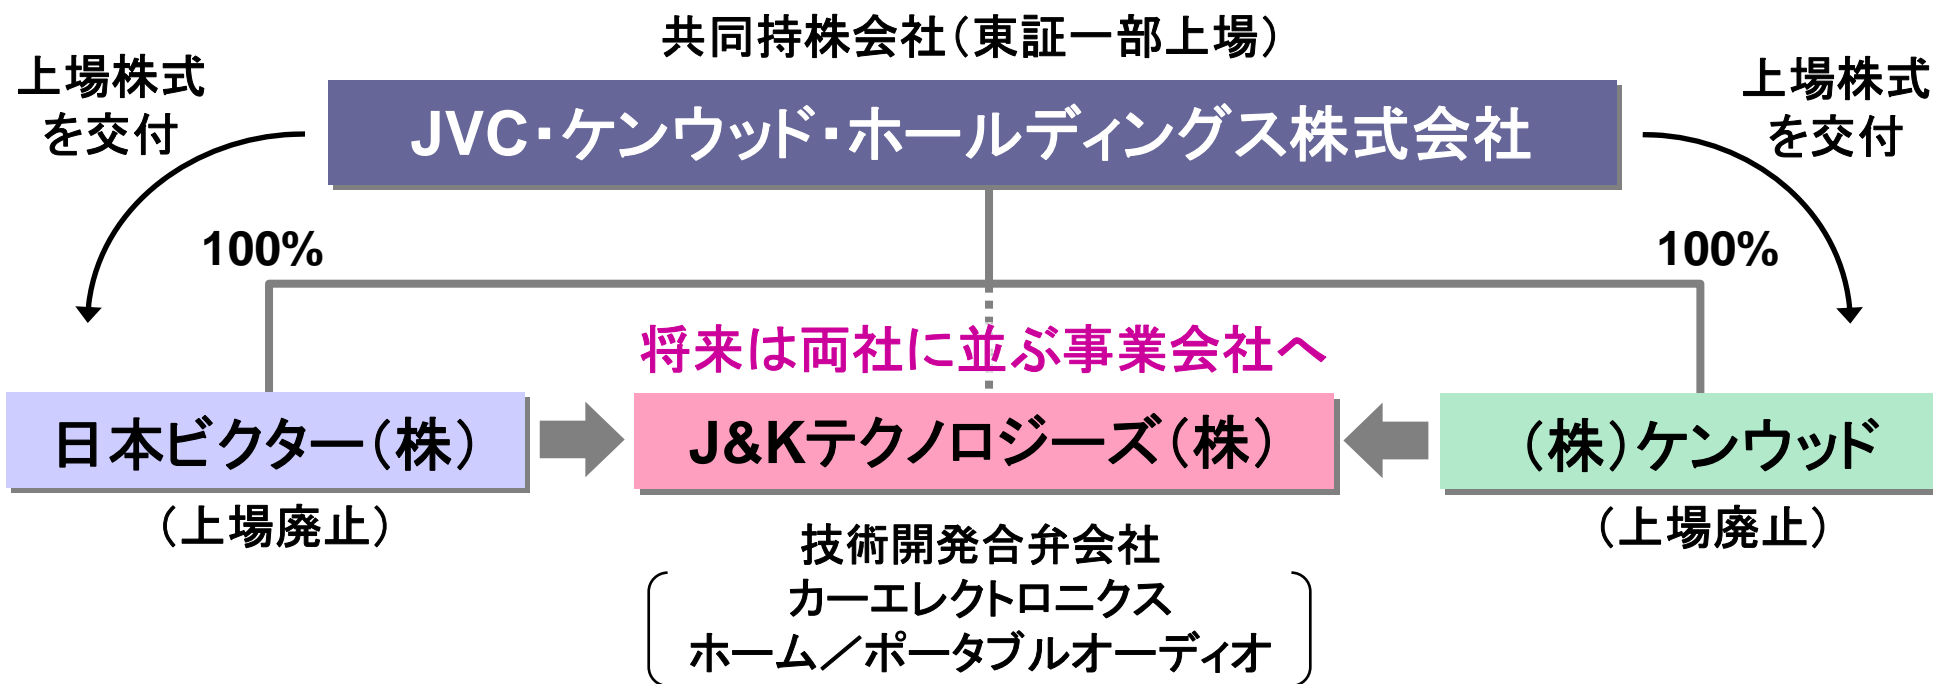 共同持株会社（東証一部上場）
上場株式
を交付
JVC・ケンウッド・ホールディングス株式会社
上場株式
を交付
100%
100%
将来は両社に並ぶ事業会社へ
日本ビクター（株）
J&Kテクノロジーズ（株）
（株）ケンウッド
（上場廃止）
（上場廃止）
技術開発合弁会社
カーエレクトロニクス
ホーム／ポータブルオーディオ